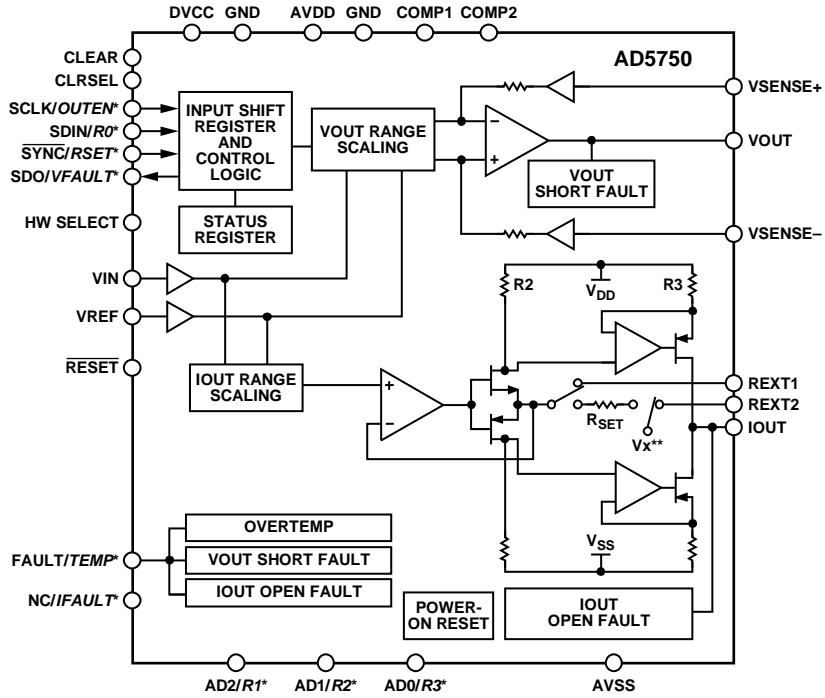 DVCC GND AVDD GND COMP1 COMP2
AD5750
CLEAR
CLRSEL
SCLK/OUTEN*
SDIN/R0*
SYNC/RSET*
SDO/VFAULT*
HW SELECT
VIN
VREF
RESET
FAULT/TEMP*
NC/IFAULT*
INPUT SHIFT
REGISTER
AND
CONTROL
LOGIC
STATUS
REGISTER
VOUT RANGE
SCALING
IOUT RANGE
SCALING
−
+
VOUT
SHORT FAULT
VSENSE+
VOUT
VSENSE−
R2
VDD
R3
+
−
RSET
Vx**
REXT1
REXT2
IOUT
VSS
OVERTEMP
VOUT SHORT FAULT
IOUT OPEN FAULT
POWER-
ON RESET
IOUT
OPEN FAULT
AD2/R1* AD1/R2* AD0/R3* AVSS